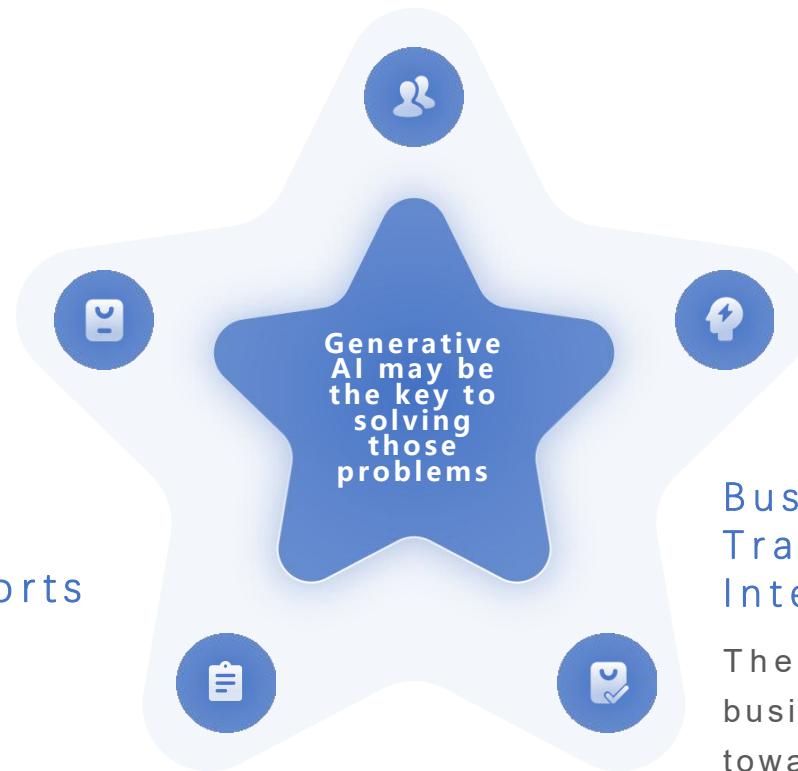 Generative
AI may be
the key to
solving
those
problems
orts
Bus
Tra
Inte
The
busi
towa